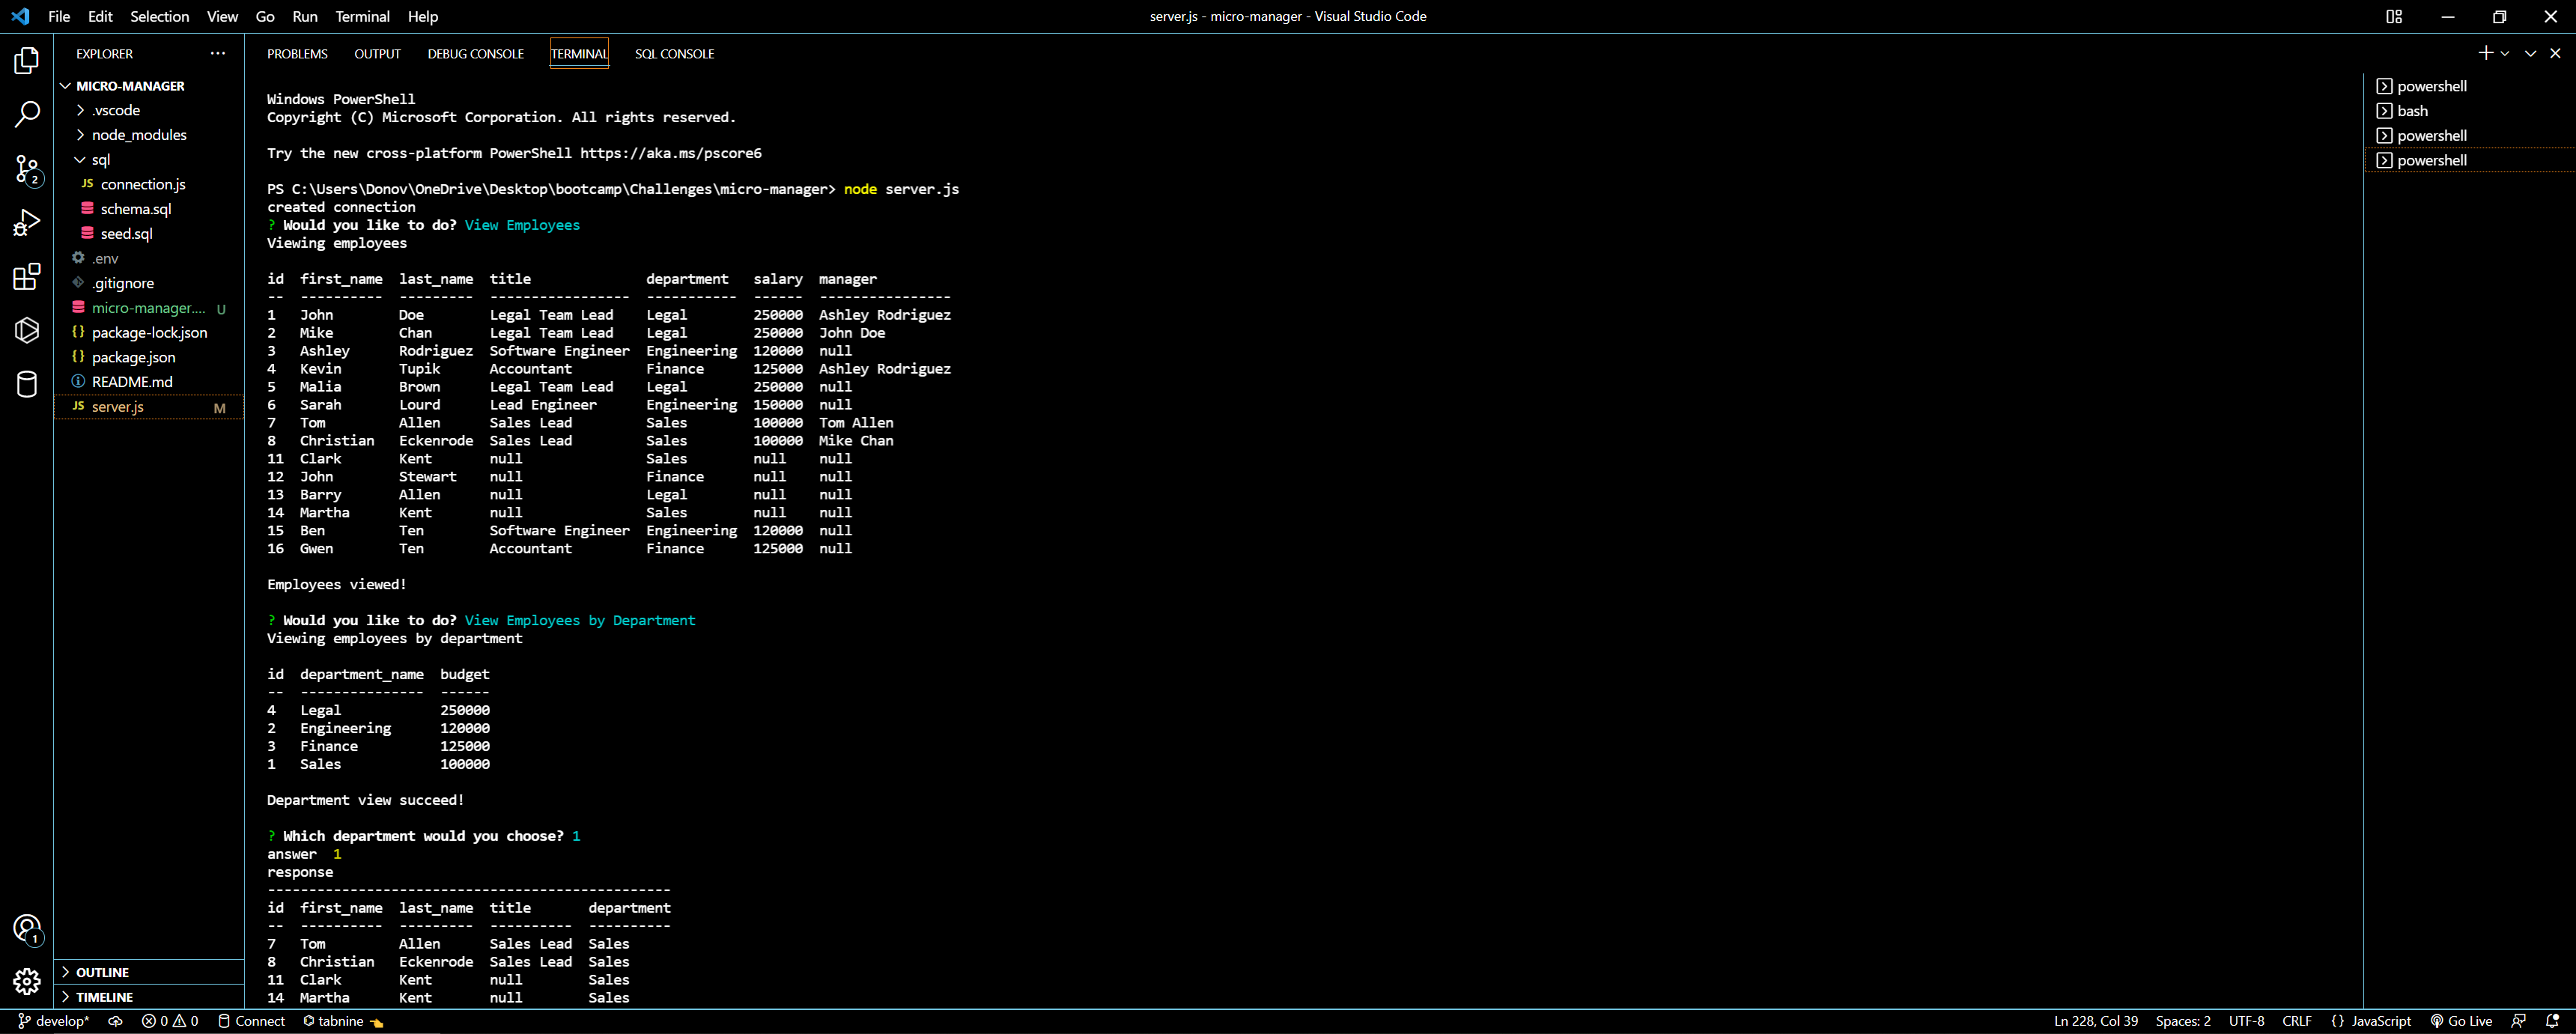 File Edit Selection View Go Run Terminal Help
server.js - micro-manager - Visual Studio Code
EXPLORER
MICRO-MANAGER
.vscode
node_modules
sql
JS connection.js
schema.sql
seed.sql
.env
.gitignore
micro-manager.... U
{} package-lock.json
{} package.json
README.md
JS server.js M
OUTLINE
TIMELINE
2
1
PROBLEMS OUTPUT DEBUG CONSOLE TERMINAL SQL CONSOLE
Windows PowerShell
Copyright (C) Microsoft Corporation. All rights reserved.
Try the new cross-platform PowerShell https://aka.ms/pscore6
PS C:\Users\Donov\OneDrive\Desktop\bootcamp\Challenges\micro-manager> node server.js
created connection
? Would you like to do? View Employees
Viewing employees
id first_name last_name title department salary manager
-- ---------- --------- ----------------- ----------- ------ ----------------
1 John Doe Legal Team Lead Legal 250000 Ashley Rodriguez
2 Mike Chan Legal Team Lead Legal 250000 John Doe
3 Ashley Rodriguez Software Engineer Engineering 120000 null
4 Kevin Tupik Accountant Finance 125000 Ashley Rodriguez
5 Malia Brown Legal Team Lead Legal 250000 null
6 Sarah Lourd Lead Engineer Engineering 150000 null
7 Tom Allen Sales Lead Sales 100000 Tom Allen
8 Christian Eckenrode Sales Lead Sales 100000 Mike Chan
11 Clark Kent null Sales null null
12 John Stewart null Finance null null
13 Barry Allen null Legal null null
14 Martha Kent null Sales null null
15 Ben Ten Software Engineer Engineering 120000 null
16 Gwen Ten Accountant Finance 125000 null
Employees viewed!
? Would you like to do? View Employees by Department
Viewing employees by department
id department_name budget
-- --------------- ------
4 Legal 250000
2 Engineering 120000
3 Finance 125000
1 Sales 100000
Department view succeed!
? Which department would you choose? 1
answer 1
response
-------------------------------------------------
id first_name last_name title department
-- ---------- --------- ---------- ----------
7 Tom Allen Sales Lead Sales
8 Christian Eckenrode Sales Lead Sales
11 Clark Kent null Sales
14 Martha Kent null Sales
powershell
bash
powershell
powershell
develop* 0 0 Connect tabnine
Ln 228, Col 39 Spaces: 2 UTF-8 CRLF {} JavaScript Go Live